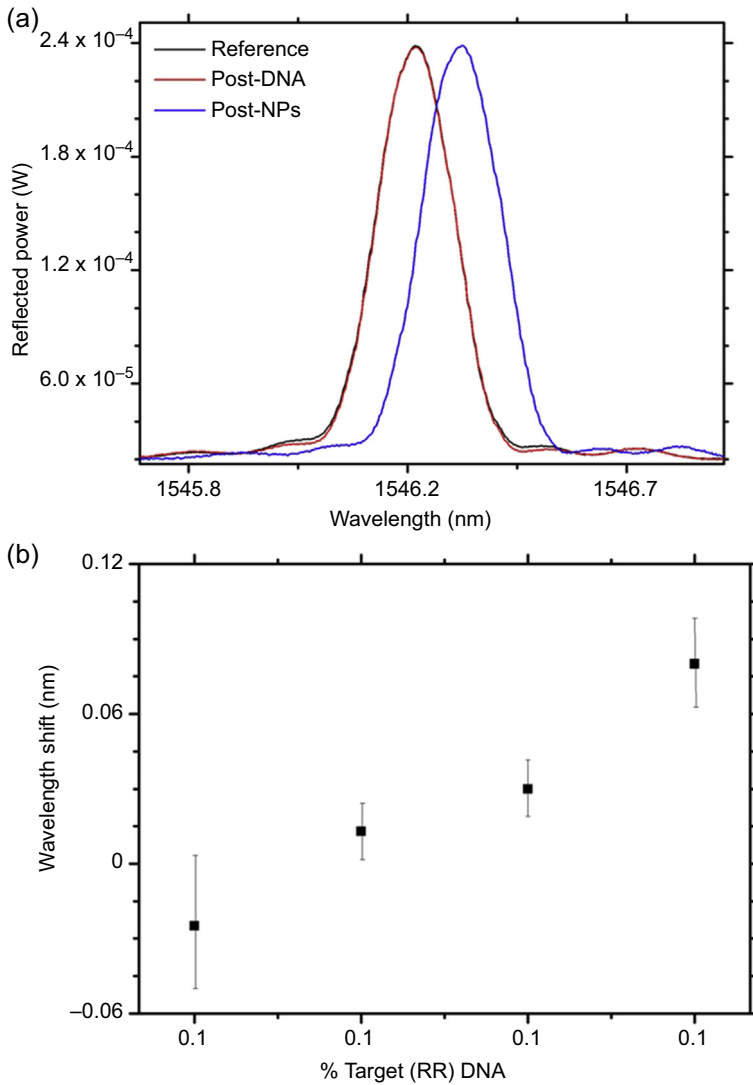 (a)
2.4 x 10⁻⁴
Reference
Post-DNA
Post-NPs
1.8 x 10⁻⁴
1.2 x 10⁻⁴
6.0 x 10⁻⁵
Reflected power (W)
1545.8 1546.2 1546.7
Wavelength (nm)
(b)
0.12
0.06
0
–0.06
Wavelength shift (nm)
0.1 0.1 0.1 0.1
% Target (RR) DNA